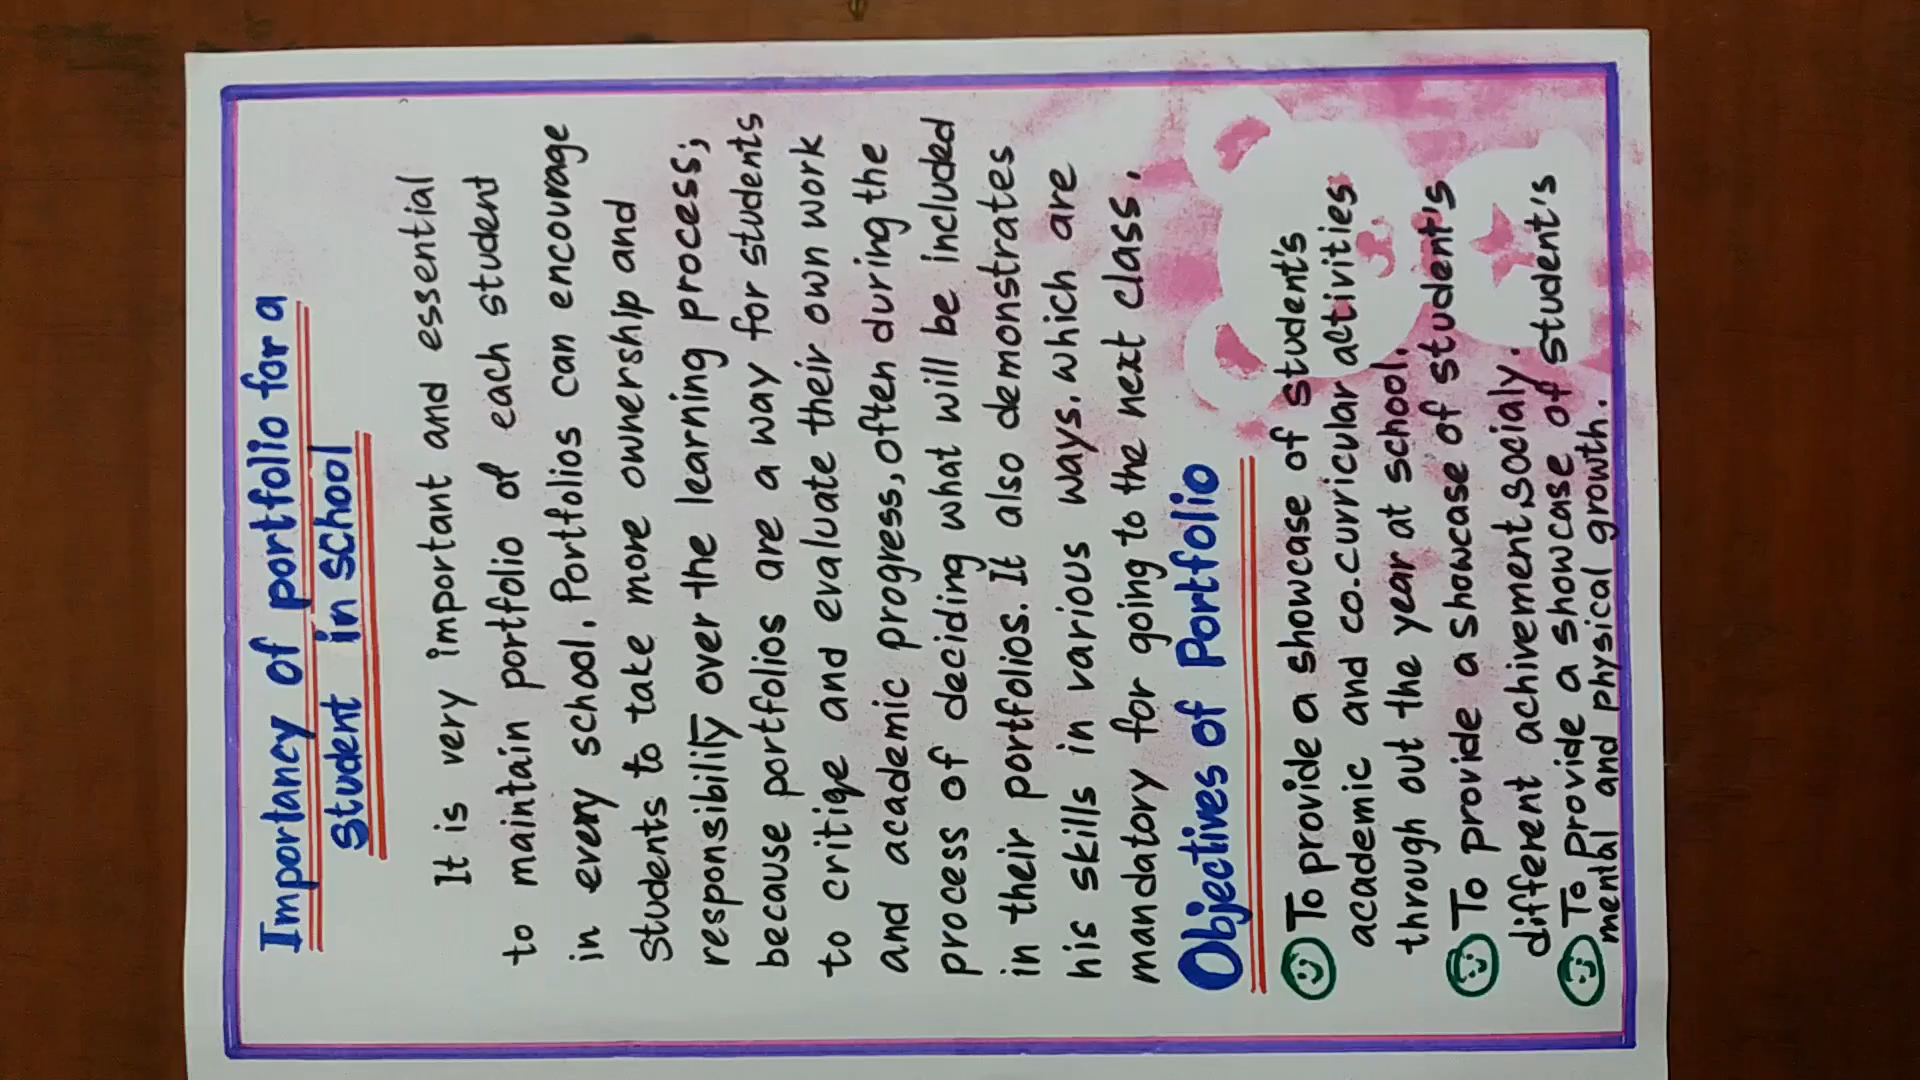 Importancy of portfolio for a
student in school
It is very important and essential
to maintain portfolio of each student
in every school. Portfolios can encourage
students to take more ownership and
responsibility over the learning process;
because portfolios are a way for students
to critiqe and evaluate their own work
and academic progress, often during the
process of deciding what will be included
in their portfolios. It also demonstrates
his skills in various ways. which are
mandatory for going to the next class.
Objectives of Portfolio
To provide a showcase of student's
academic and co.curricular activities
through out the year at school.
To provide a showcase of student's
different achivement, socialy.
To provide a showcase of student's
mental and physical growth.